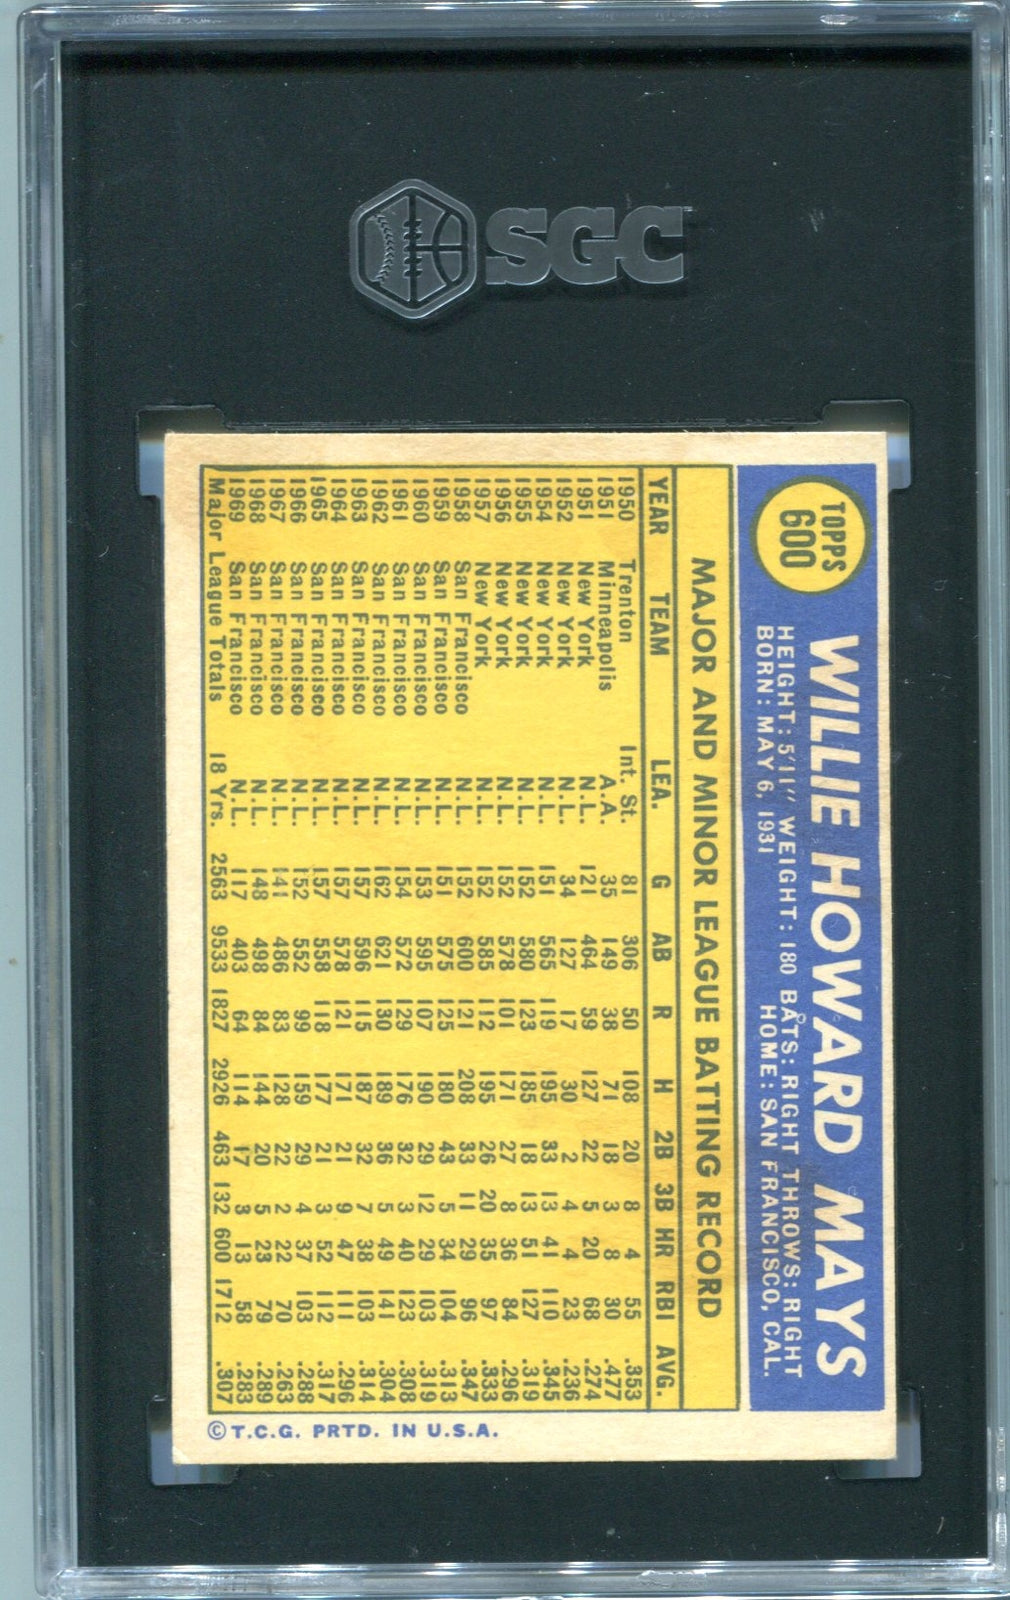 SGC
TOPPS
600
WILLIE HOWARD MAYS
HEIGHT: 5'11" WEIGHT: 180 BATS: RIGHT THROWS: RIGHT
BORN: MAY 6, 1931 HOME: SAN FRANCISCO, CAL.
MAJOR AND MINOR LEAGUE BATTING RECORD
YEAR TEAM LEA. G AB R H 2B 3B HR RBI AVG.
1950 Trenton Int. St. 81 306 50 108 20 8 4 55 .353
1951 Minneapolis A.A. 35 149 38 71 18 3 8 30 .477
1951 New York N.L. 121 464 59 127 22 5 20 68 .274
1952 New York N.L. 34 127 17 30 2 4 4 23 .236
1954 New York N.L. 151 565 119 195 33 13 41 110 .345
1955 New York N.L. 152 580 123 185 18 13 51 127 .319
1956 New York N.L. 152 578 101 171 27 8 36 84 .296
1957 New York N.L. 152 585 112 195 26 20 35 97 .333
1958 San Francisco N.L. 152 600 121 208 33 11 29 96 .347
1959 San Francisco N.L. 151 575 125 180 43 5 34 104 .313
1960 San Francisco N.L. 153 595 107 190 29 12 29 103 .319
1961 San Francisco N.L. 154 572 129 176 32 3 40 123 .308
1962 San Francisco N.L. 162 621 130 189 36 5 49 141 .304
1963 San Francisco N.L. 157 596 115 187 32 7 38 103 .314
1964 San Francisco N.L. 157 578 121 171 21 9 47 111 .296
1965 San Francisco N.L. 157 558 118 177 21 3 52 112 .317
1966 San Francisco N.L. 152 552 99 159 29 4 37 103 .288
1967 San Francisco N.L. 141 486 83 128 22 2 22 70 .263
1968 San Francisco N.L. 148 498 84 144 20 5 23 79 .289
1969 San Francisco N.L. 117 403 64 114 17 3 13 58 .283
Major League Totals 18 Yrs. 2563 9533 1827 2926 463 132 600 1712 .307
© T.C.G. PRTD. IN U.S.A.